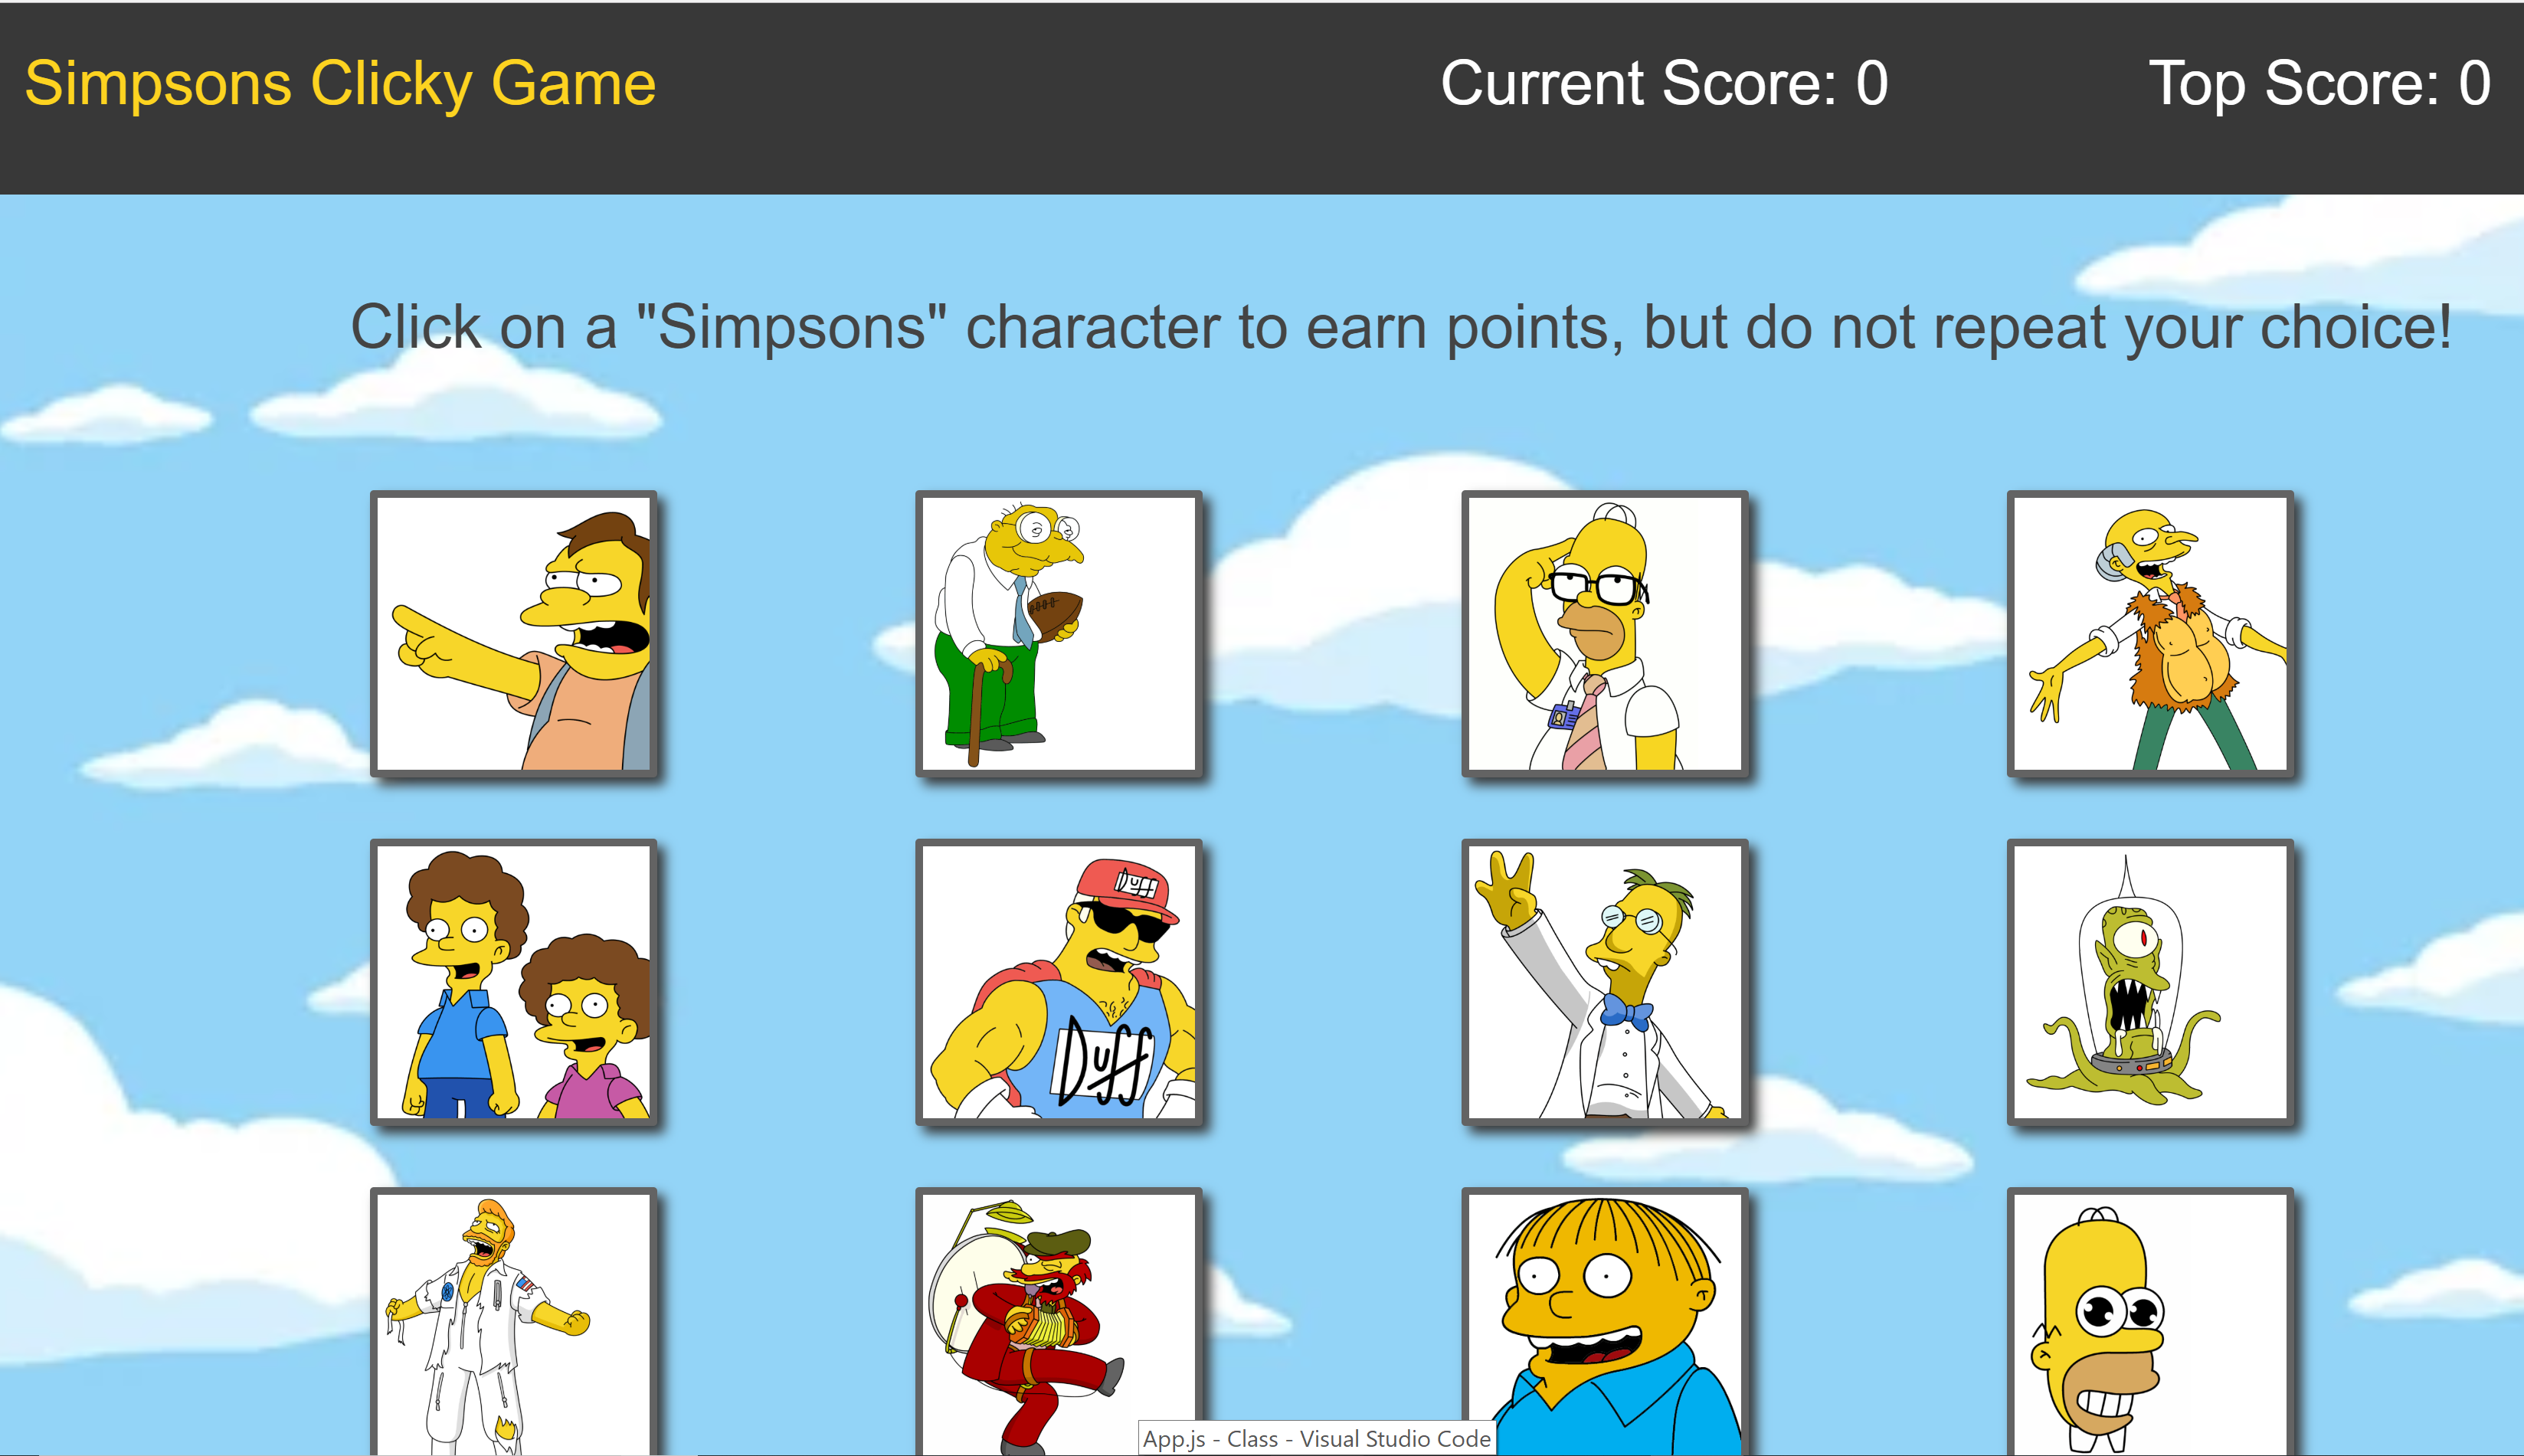 Simpsons Clicky Game
Current Score: 0
Top Score: 0
Click on a "Simpsons" character to earn points, but do not repeat your choice!
Duff
Duff
App.js - Class - Visual Studio Code